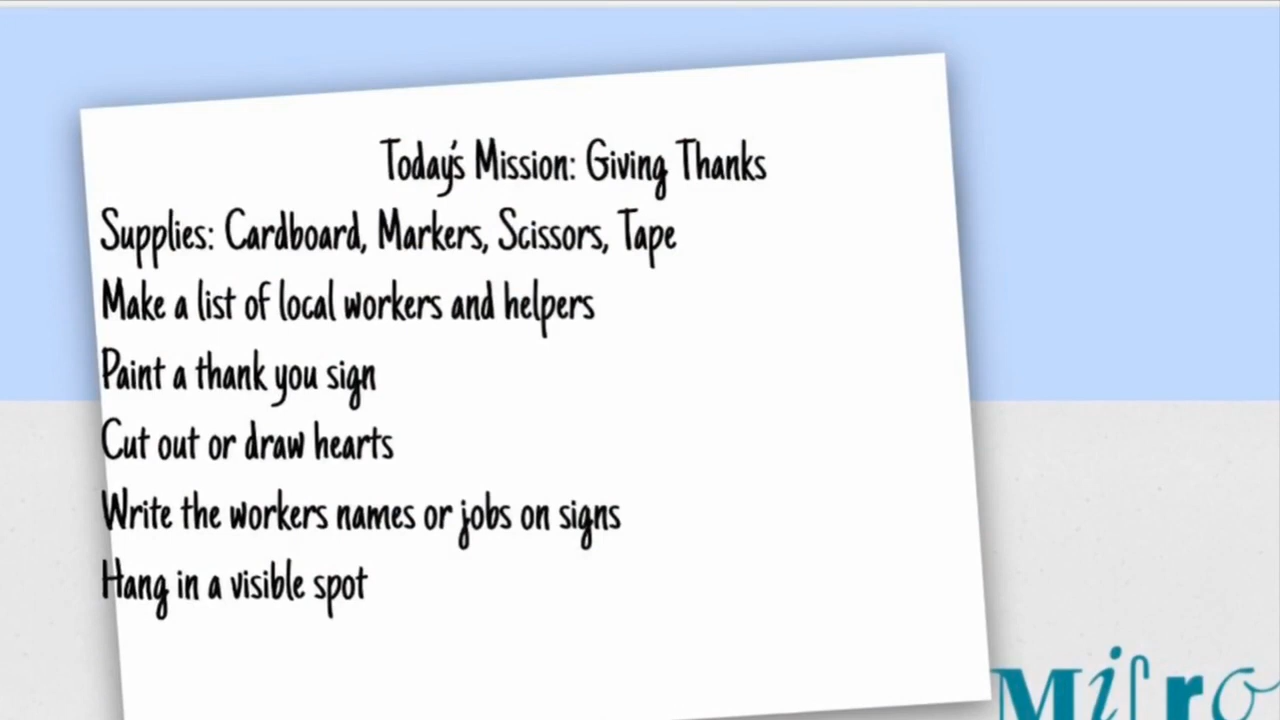 Today's Mission: Giving Thanks
Supplies: Cardboard, Markers, Scissors, Tape
Make a list of local workers and helpers
Paint a thank you sign
Cut out or draw hearts
Write the workers names or jobs on signs
Hang in a visible spot